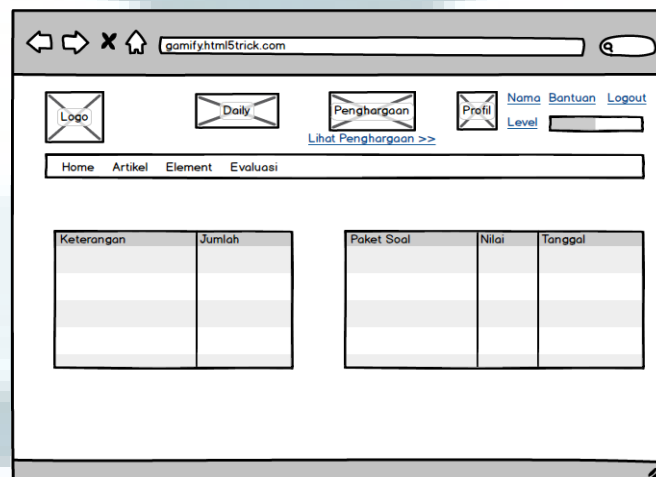 gamify.html5trick.com
Logo
Daily
Penghargaan
Lihat Penghargaan >>
Profil
Nama Bantuan Logout
Level
Home Artikel Element Evaluasi
Keterangan Jumlah
Paket Soal Nilai Tanggal